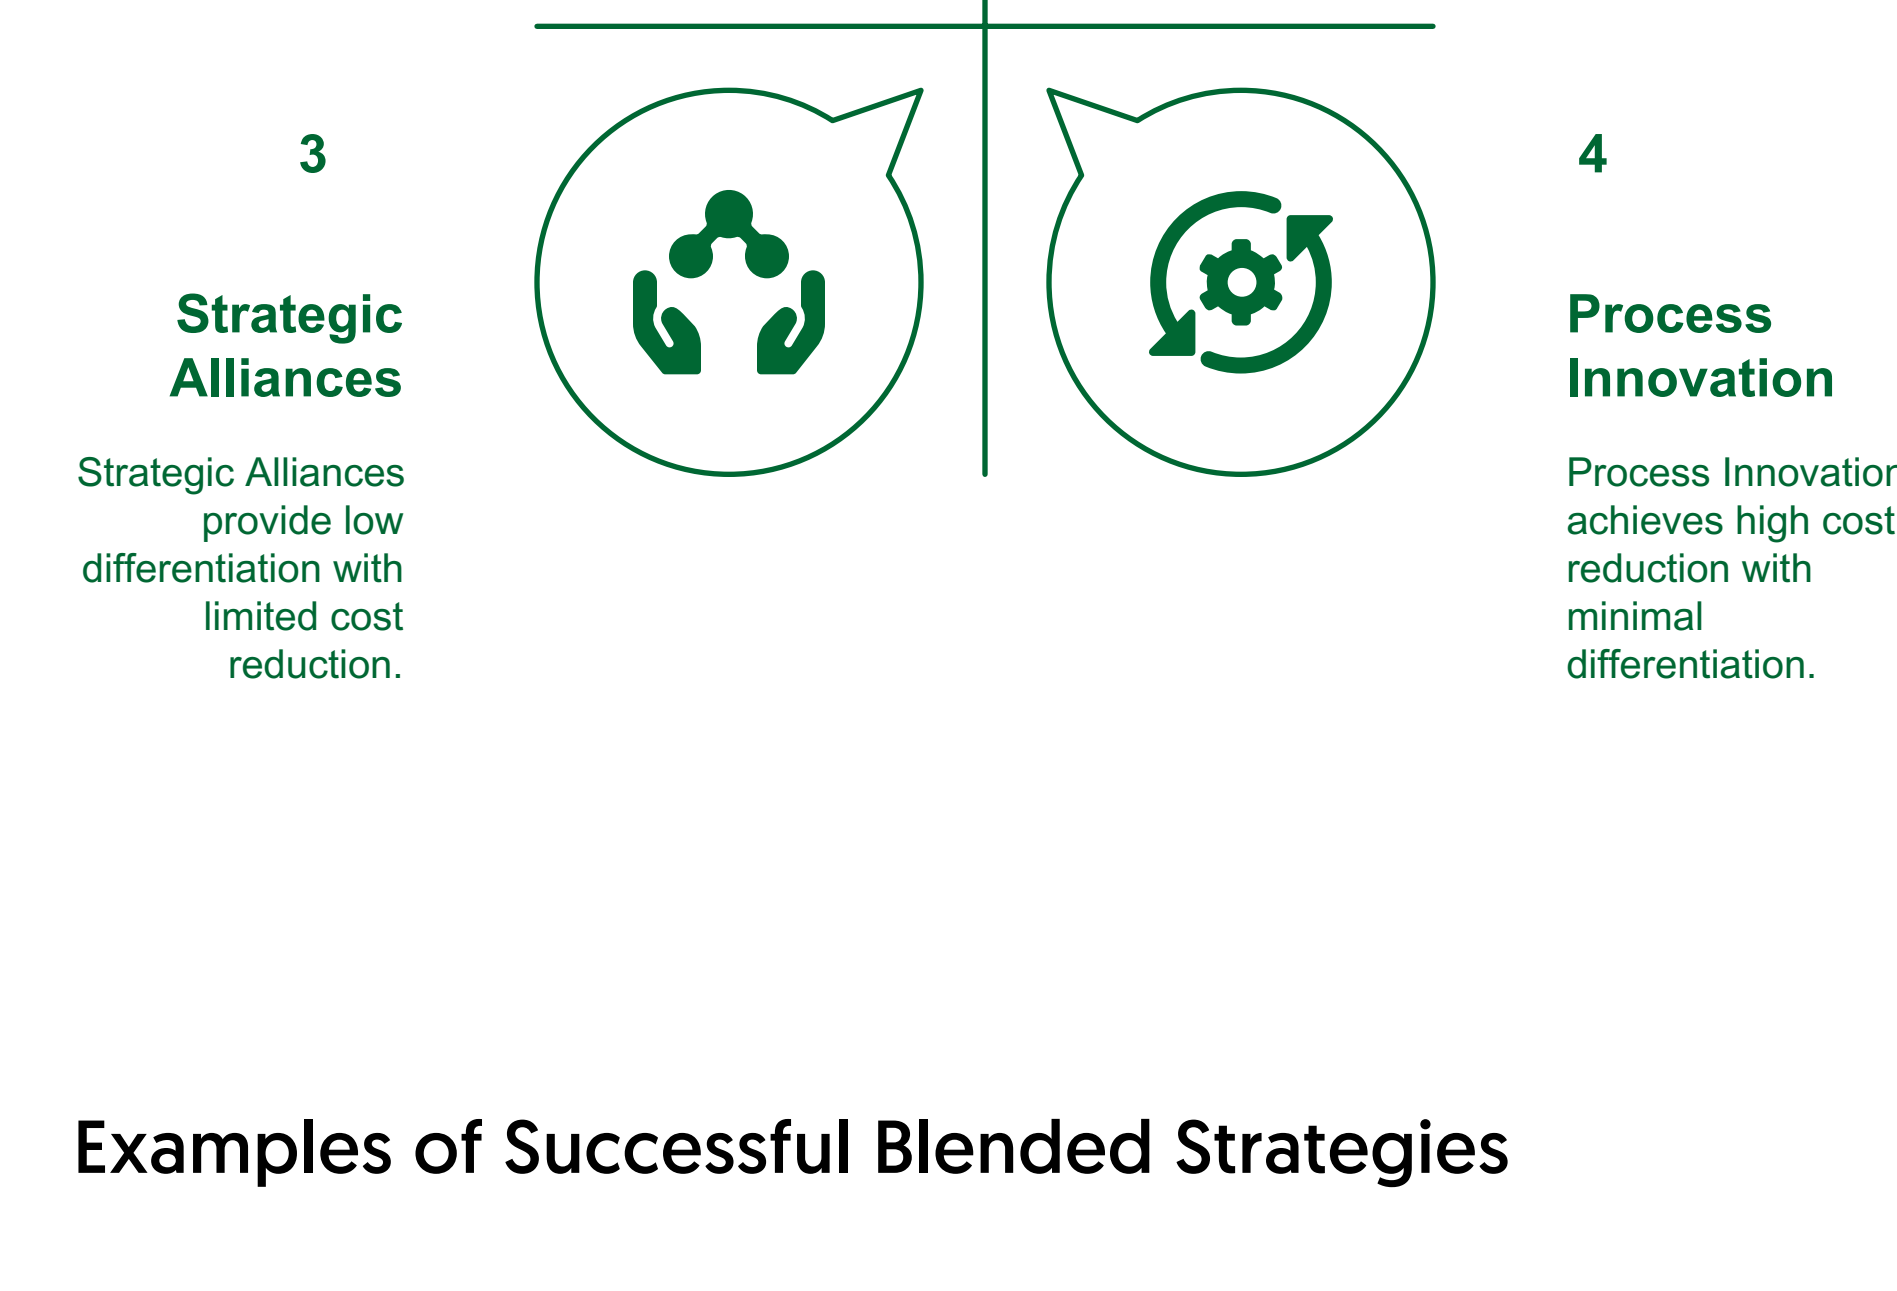 3
Strategic
Alliances
Strategic Alliances
provide low
differentiation with
limited cost
reduction.
4
Process
Innovation
Process Innovation
achieves high cost
reduction with
minimal
differentiation.
Examples of Successful Blended Strategies